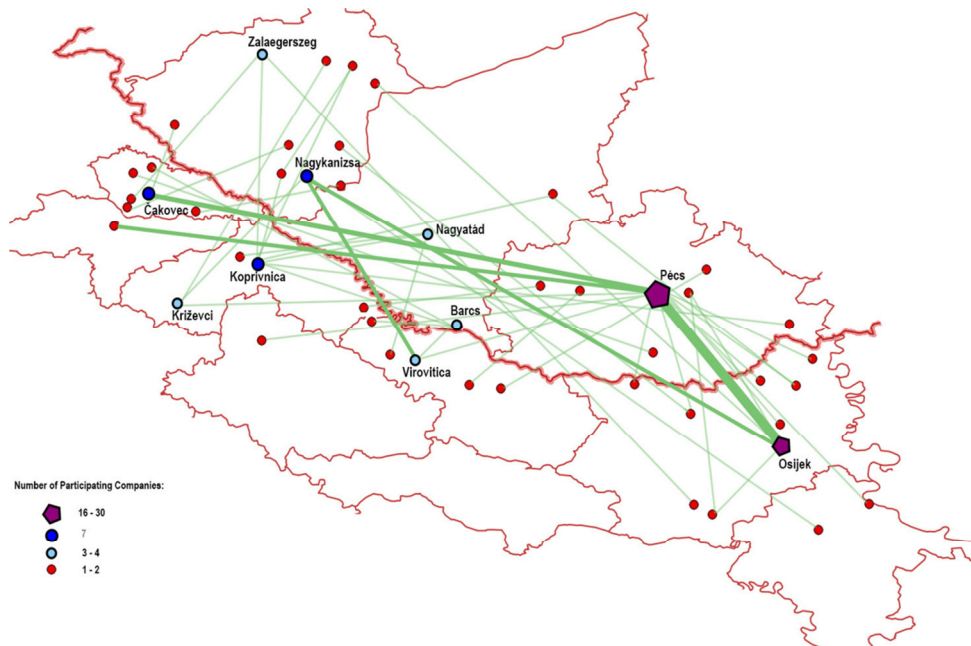 Zalaegerszeg
Nagykanizsa
Čakovec
Nagyatád
Koprivnica
Pécs
Križevci
Barcs
Virovitica
Osijek
Number of Participating Companies:
16 - 30
7
3 - 4
1 - 2